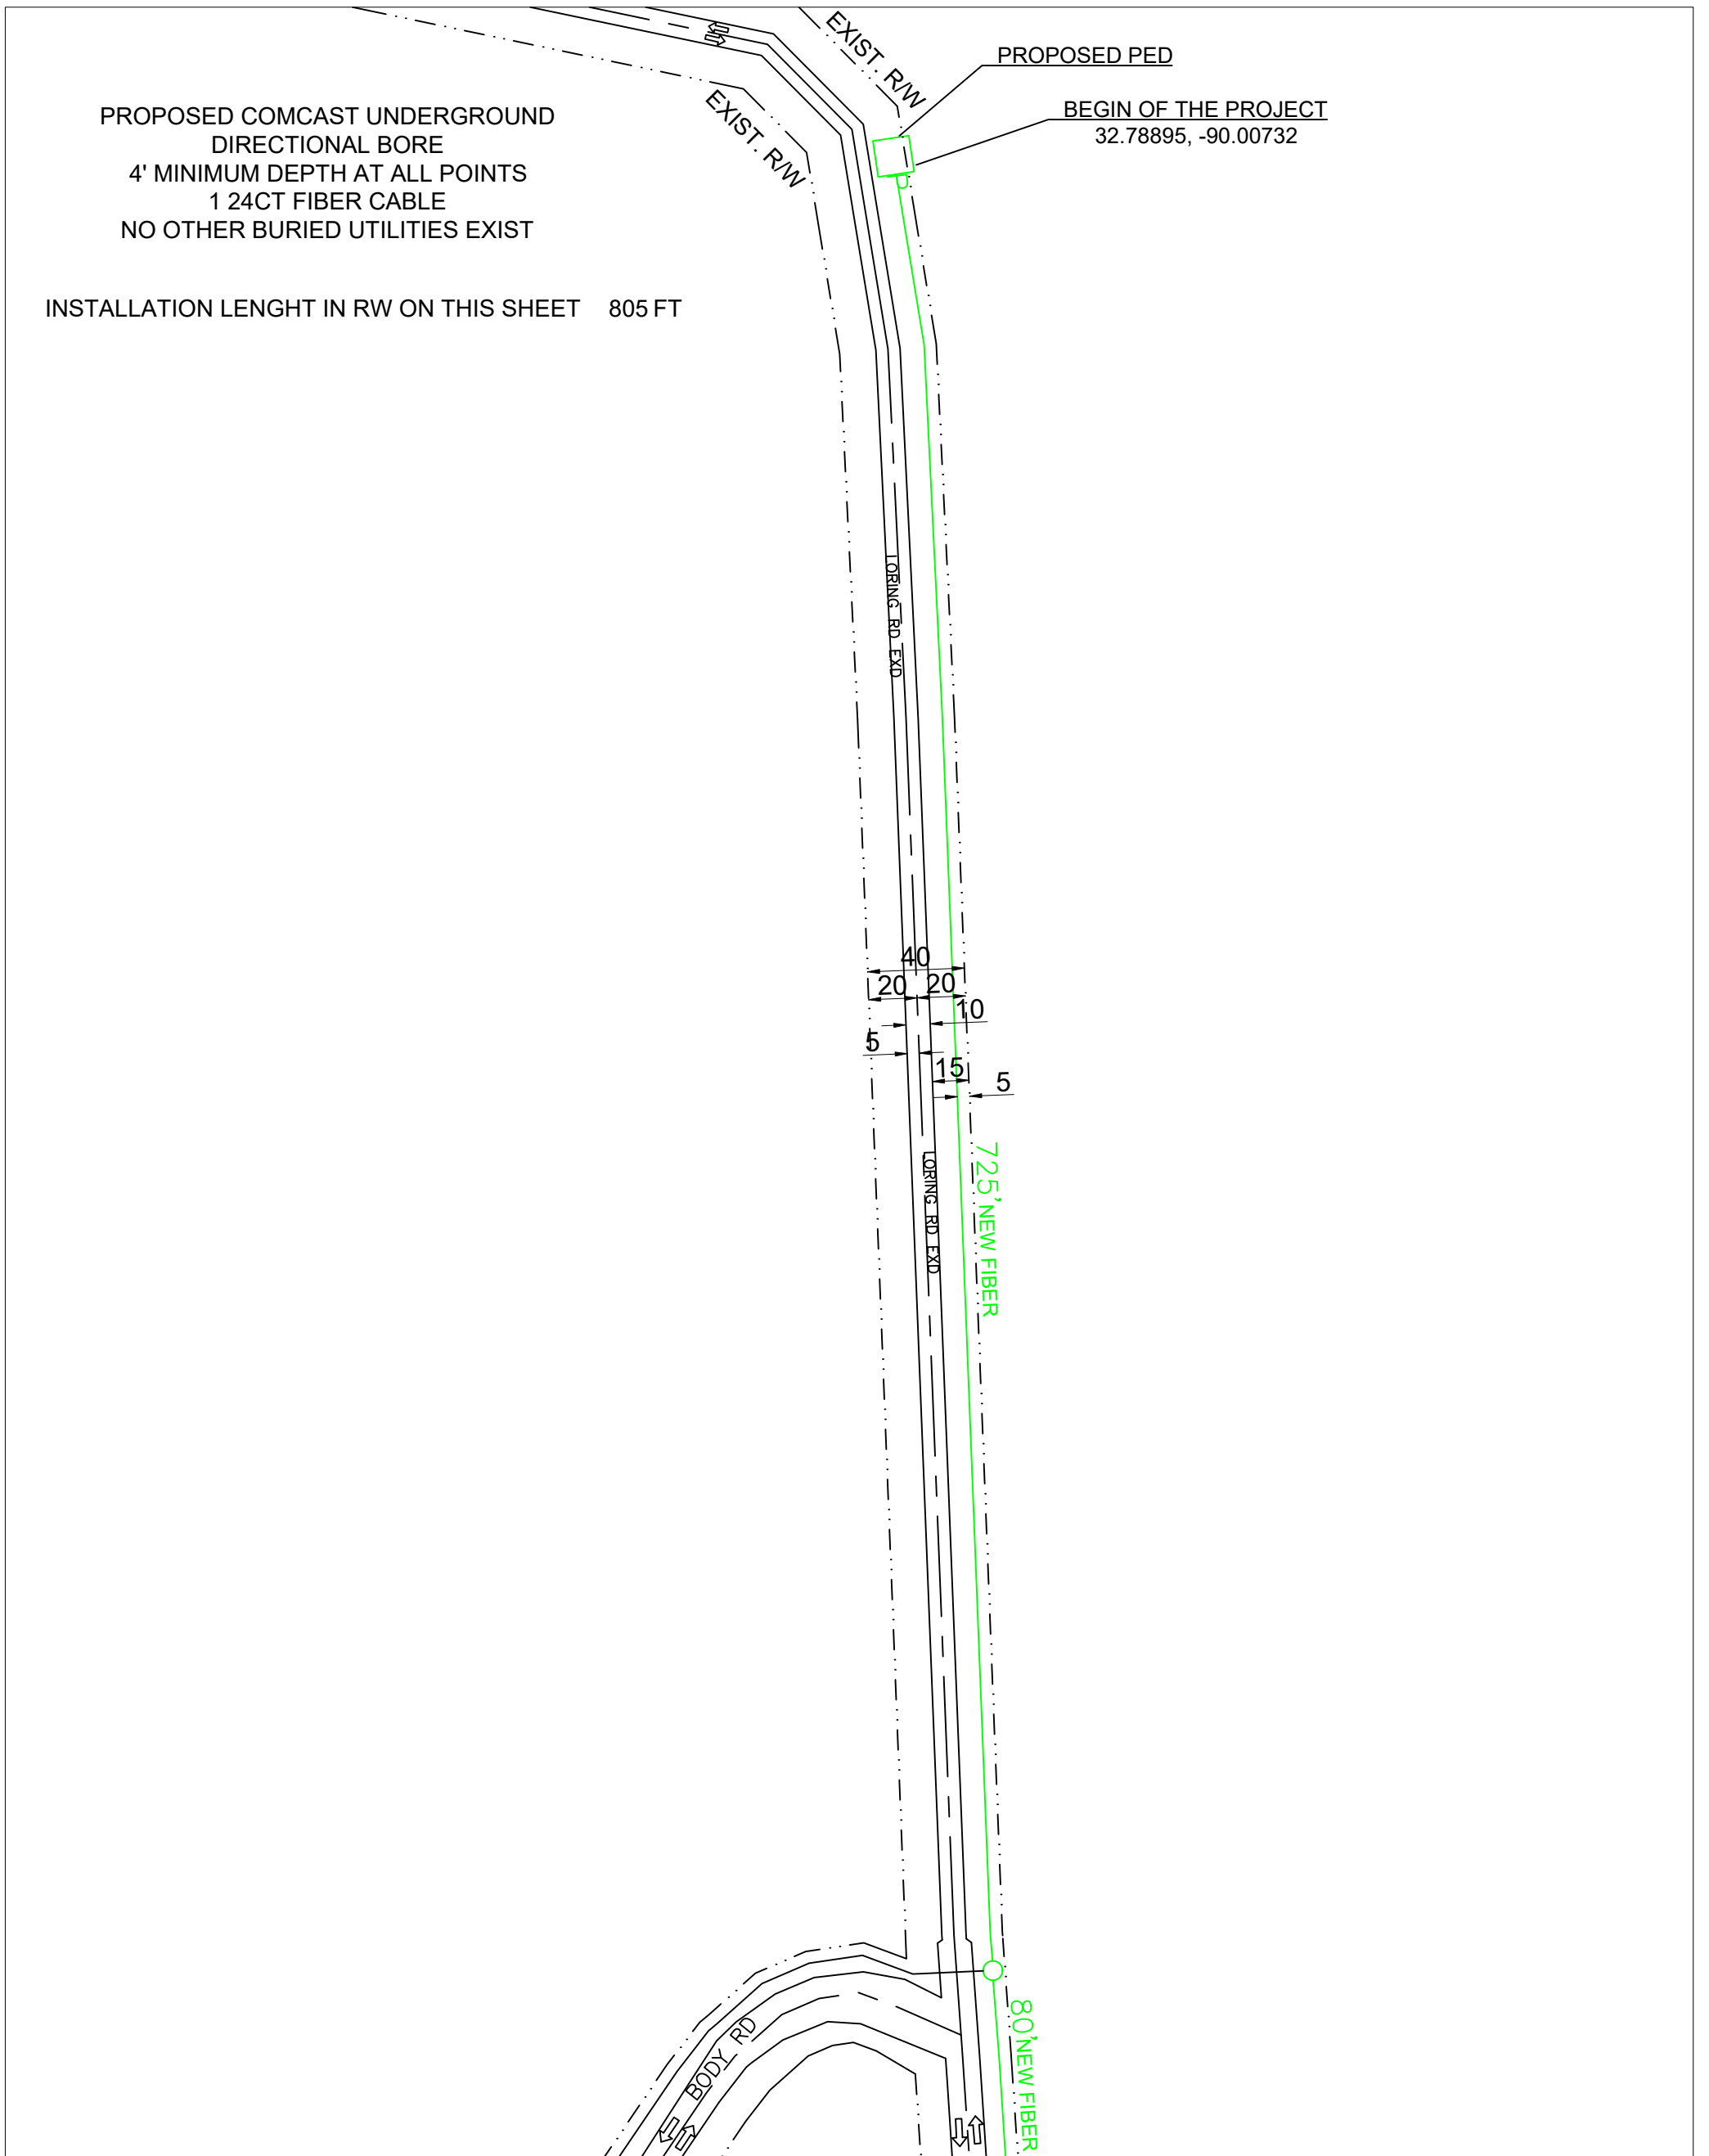 EXIST. R/W
PROPOSED PED
EXIST. R/W
BEGIN OF THE PROJECT
32.78895, -90.00732
PROPOSED COMCAST UNDERGROUND
DIRECTIONAL BORE
4' MINIMUM DEPTH AT ALL POINTS
1 24CT FIBER CABLE
NO OTHER BURIED UTILITIES EXIST
P
INSTALLATION LENGHT IN RW ON THIS SHEET 805 FT
LORING RD EXD
40
20 20
10
5
15
5
725' NEW FIBER
LORING RD EXD
80' NEW FIBER
BODY RD